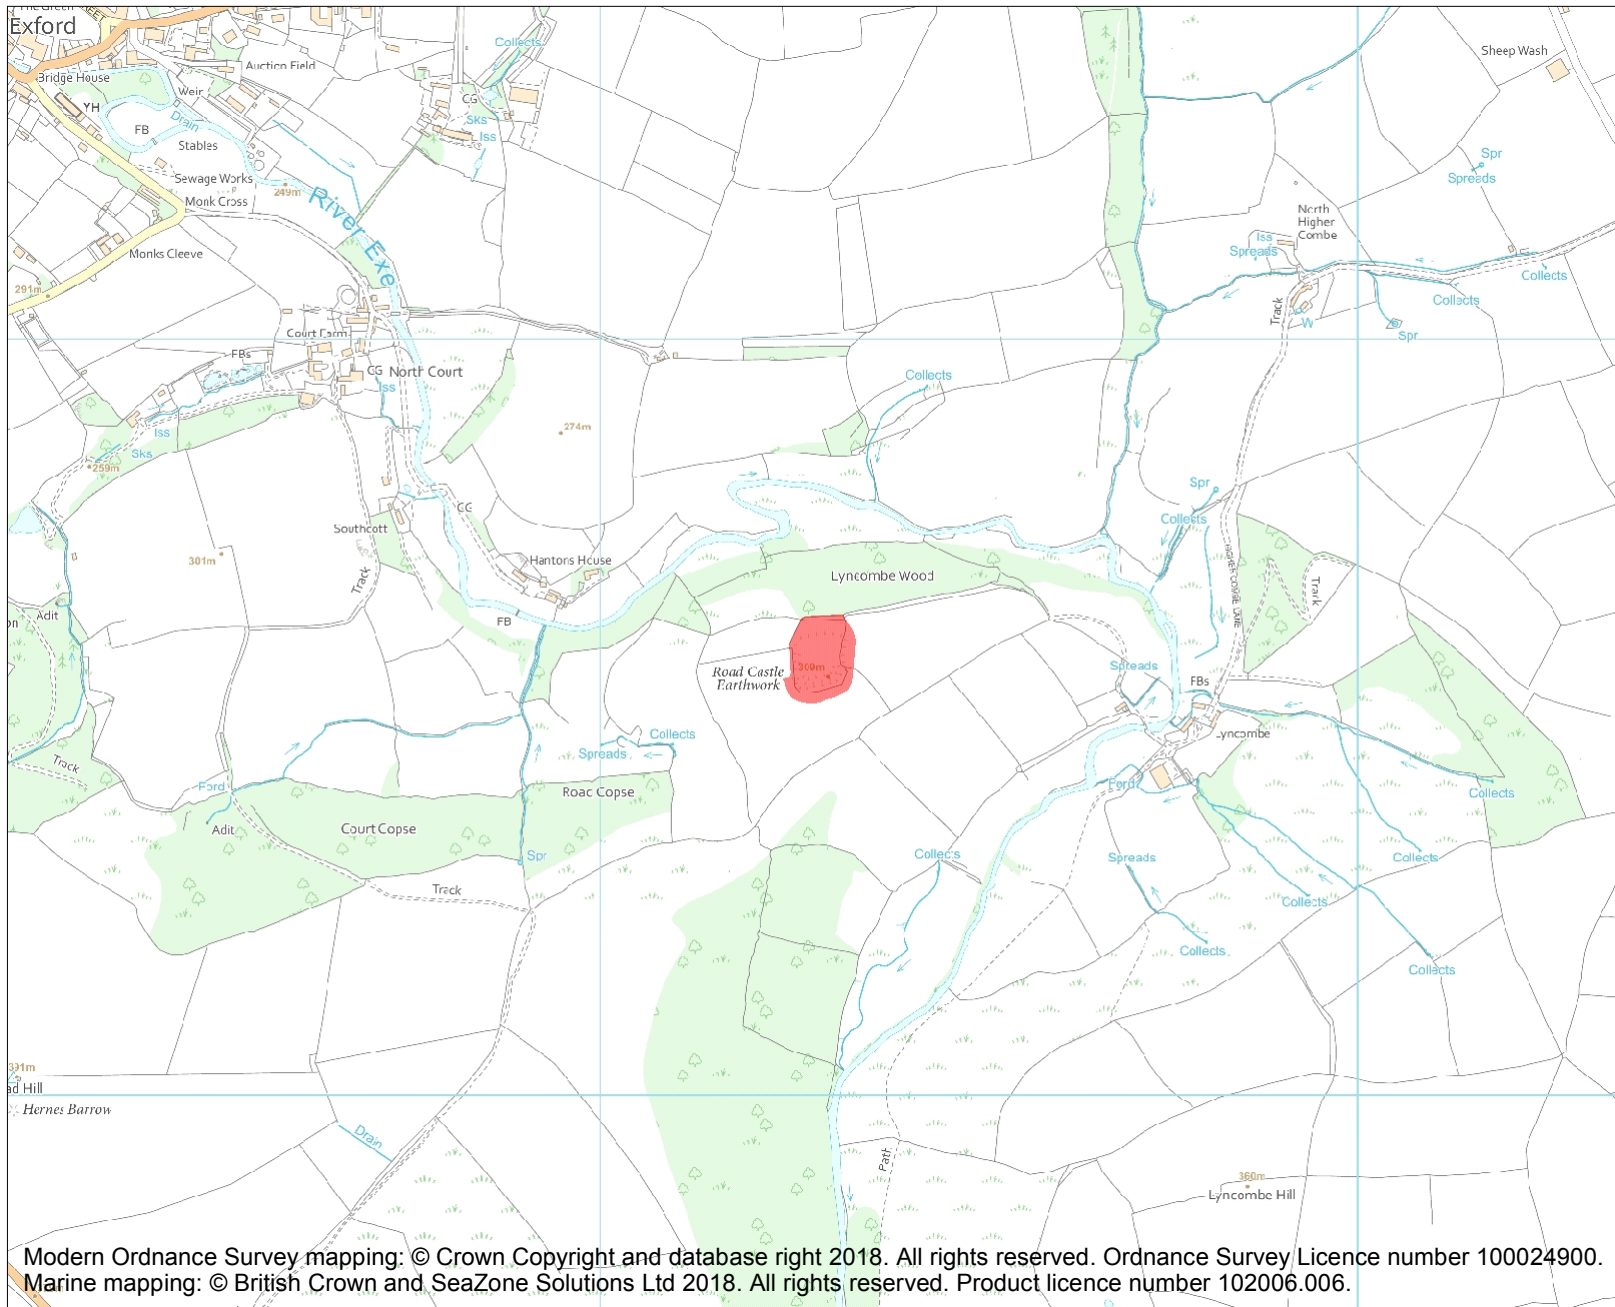 Exford
Bridge House
Auction Field
Collects
Sheep Wash
YH
Weir
CG
FB
Drain
Sks
Iss
Stables
Sewage Works
249m
Monk Cross
River Exe
Spr
Spreads
North
Higher
Combe
Monks Cleeve
Iss
Spreads
Collects
291m
Collects
Track
W
Spr
Court Farm
FBs
CG
North Court
Iss
Collects
274m
Iss
Sks
259m
Spr
CG
Collects
Southcott
301m
Hantons House
Lyncombe Wood
Track
Track
Adit
FB
Road Castle
Earthwork
309m
Spreads
FBs
Lyncombe
Collects
Spreads
Track
Ford
Ford
Collects
Road Copse
Adit
Court Copse
Spr
Collects
Spreads
Collects
Track
Collects
Collects
Collects
391m
ad Hill
Hernes Barrow
Drain
Path
360m
Lyncombe Hill
Modern Ordnance Survey mapping: © Crown Copyright and database right 2018. All rights reserved. Ordnance Survey Licence number 100024900.
Marine mapping: © British Crown and SeaZone Solutions Ltd 2018. All rights reserved. Product licence number 102006.006.